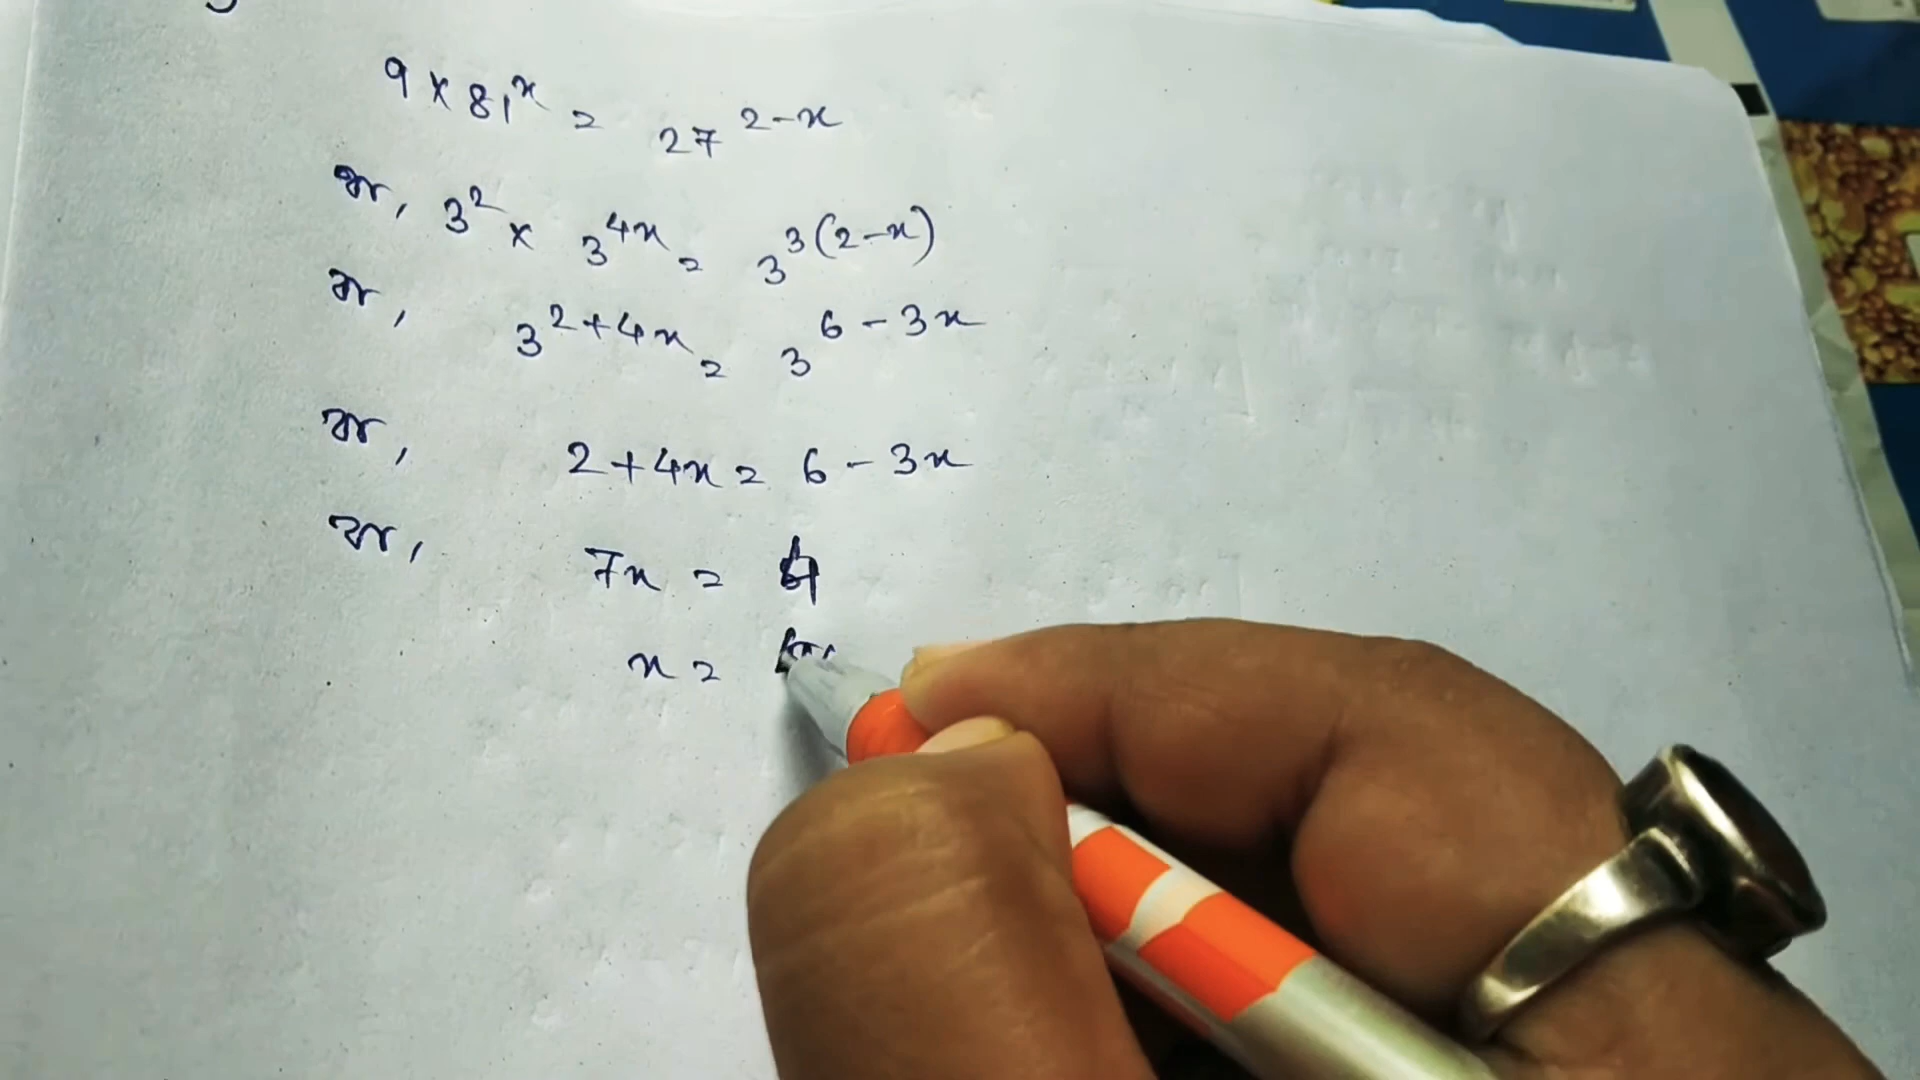 9 × 81^x = 27^2-x
বা, 3^2 × 3^4x = 3^3(2-x)
বা, 3^2+4x = 3^6-3x
বা, 2+4x = 6-3x
বা, 7x = 4
x =